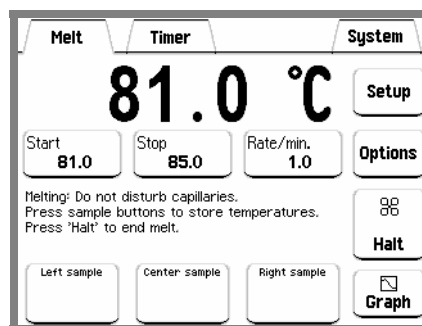 Melt Timer System
81.0 °C
Setup
Start Stop Rate/min.
81.0 85.0 1.0
Options
Melting: Do not disturb capillaries.
Press sample buttons to store temperatures.
Press 'Halt' to end melt.
Halt
Left sample Center sample Right sample
Graph